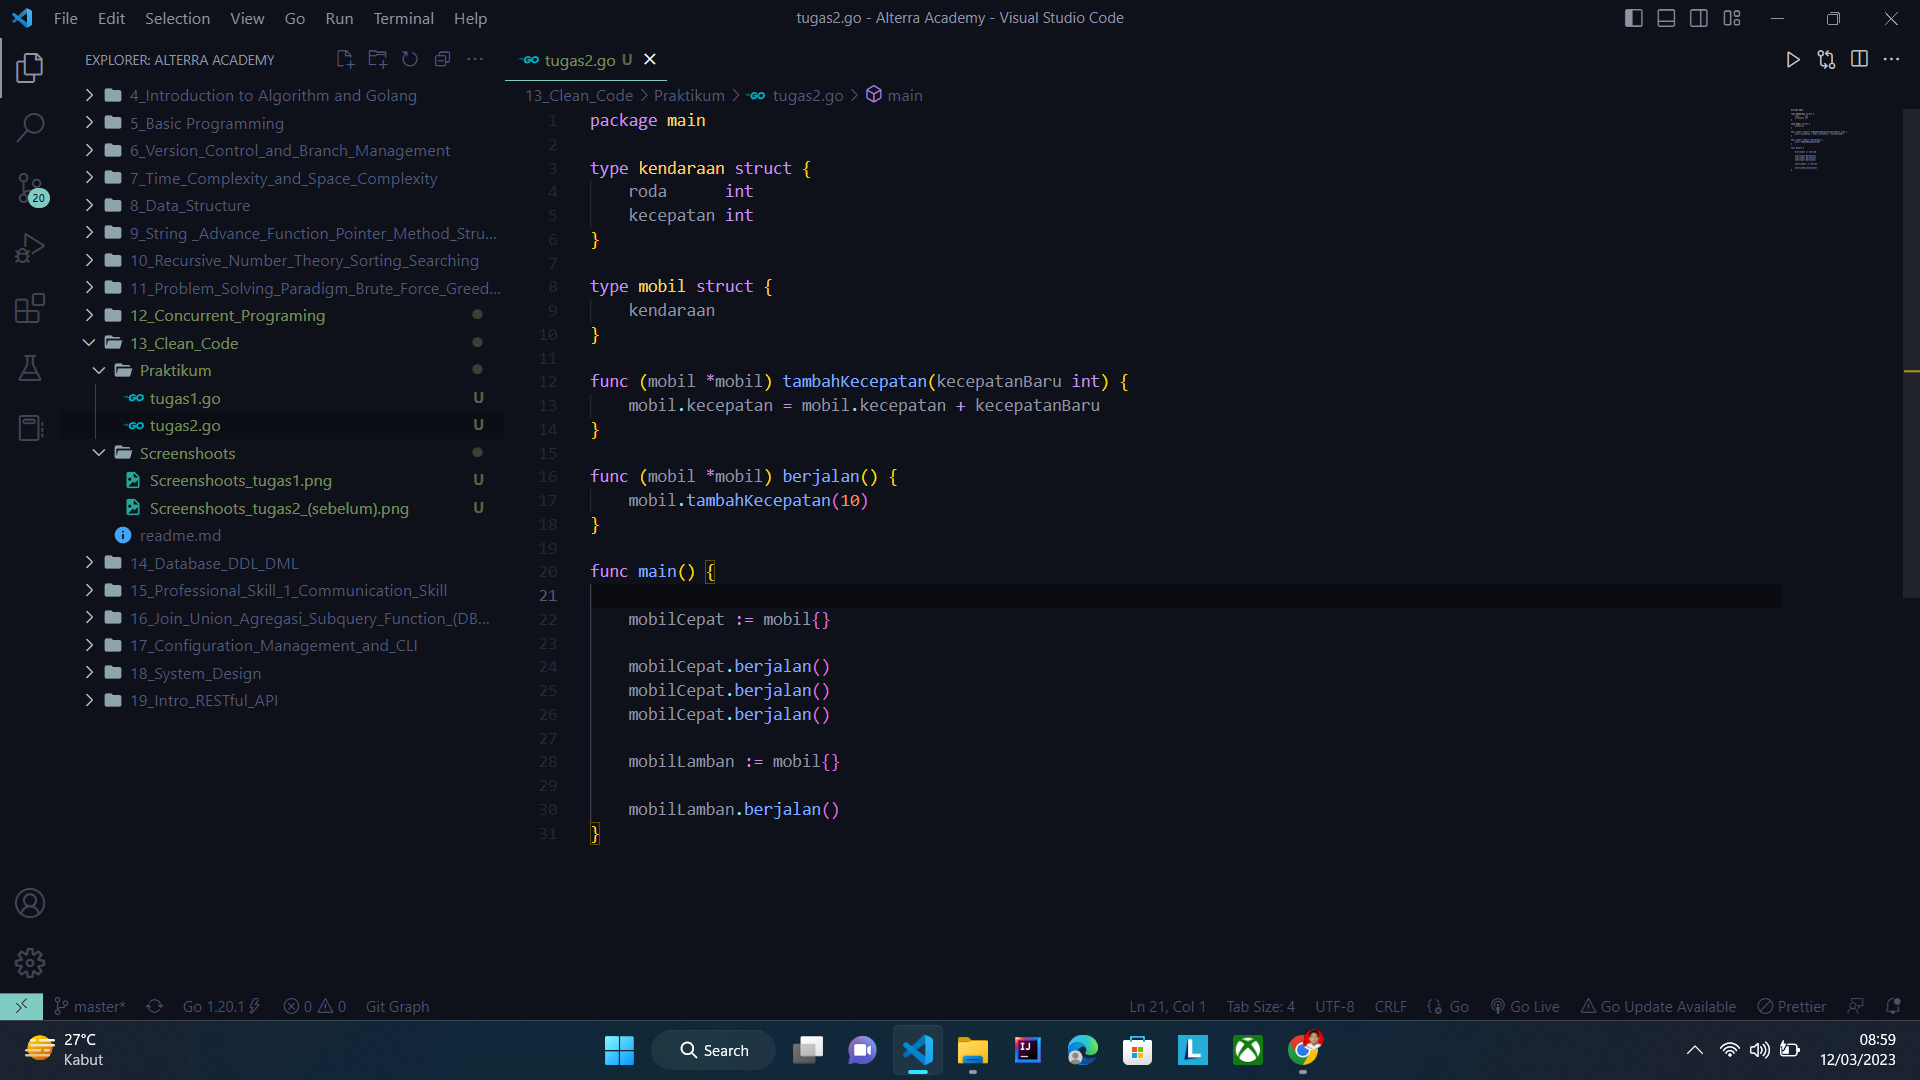 File Edit Selection View Go Run Terminal Help
tugas2.go - Alterra Academy - Visual Studio Code
EXPLORER: ALTERRA ACADEMY
4_Introduction to Algorithm and Golang
5_Basic Programming
6_Version_Control_and_Branch_Management
7_Time_Complexity_and_Space_Complexity
8_Data_Structure
9_String _Advance_Function_Pointer_Method_Stru...
10_Recursive_Number_Theory_Sorting_Searching
11_Problem_Solving_Paradigm_Brute_Force_Greed...
12_Concurrent_Programing
13_Clean_Code
Praktikum
tugas1.go U
tugas2.go U
Screenshoots
Screenshoots_tugas1.png U
Screenshoots_tugas2_(sebelum).png U
readme.md
14_Database_DDL_DML
15_Professional_Skill_1_Communication_Skill
16_Join_Union_Agregasi_Subquery_Function_(DB...
17_Configuration_Management_and_CLI
18_System_Design
19_Intro_RESTful_API
20
GO tugas2.go U
13_Clean_Code > Praktikum > GO tugas2.go > main
1 package main
2
3 type kendaraan struct {
4 roda int
5 kecepatan int
6 }
7
8 type mobil struct {
9 kendaraan
10 }
11
12 func (mobil *mobil) tambahKecepatan(kecepatanBaru int) {
13 mobil.kecepatan = mobil.kecepatan + kecepatanBaru
14 }
15
16 func (mobil *mobil) berjalan() {
17 mobil.tambahKecepatan(10)
18 }
19
20 func main() {
21
22 mobilCepat := mobil{}
23
24 mobilCepat.berjalan()
25 mobilCepat.berjalan()
26 mobilCepat.berjalan()
27
28 mobilLamban := mobil{}
29
30 mobilLamban.berjalan()
31 }
master* Go 1.20.1 0 0 Git Graph
Ln 21, Col 1 Tab Size: 4 UTF-8 CRLF {} Go Go Live Go Update Available Prettier
27°C
Kabut
Search
08:59
12/03/2023